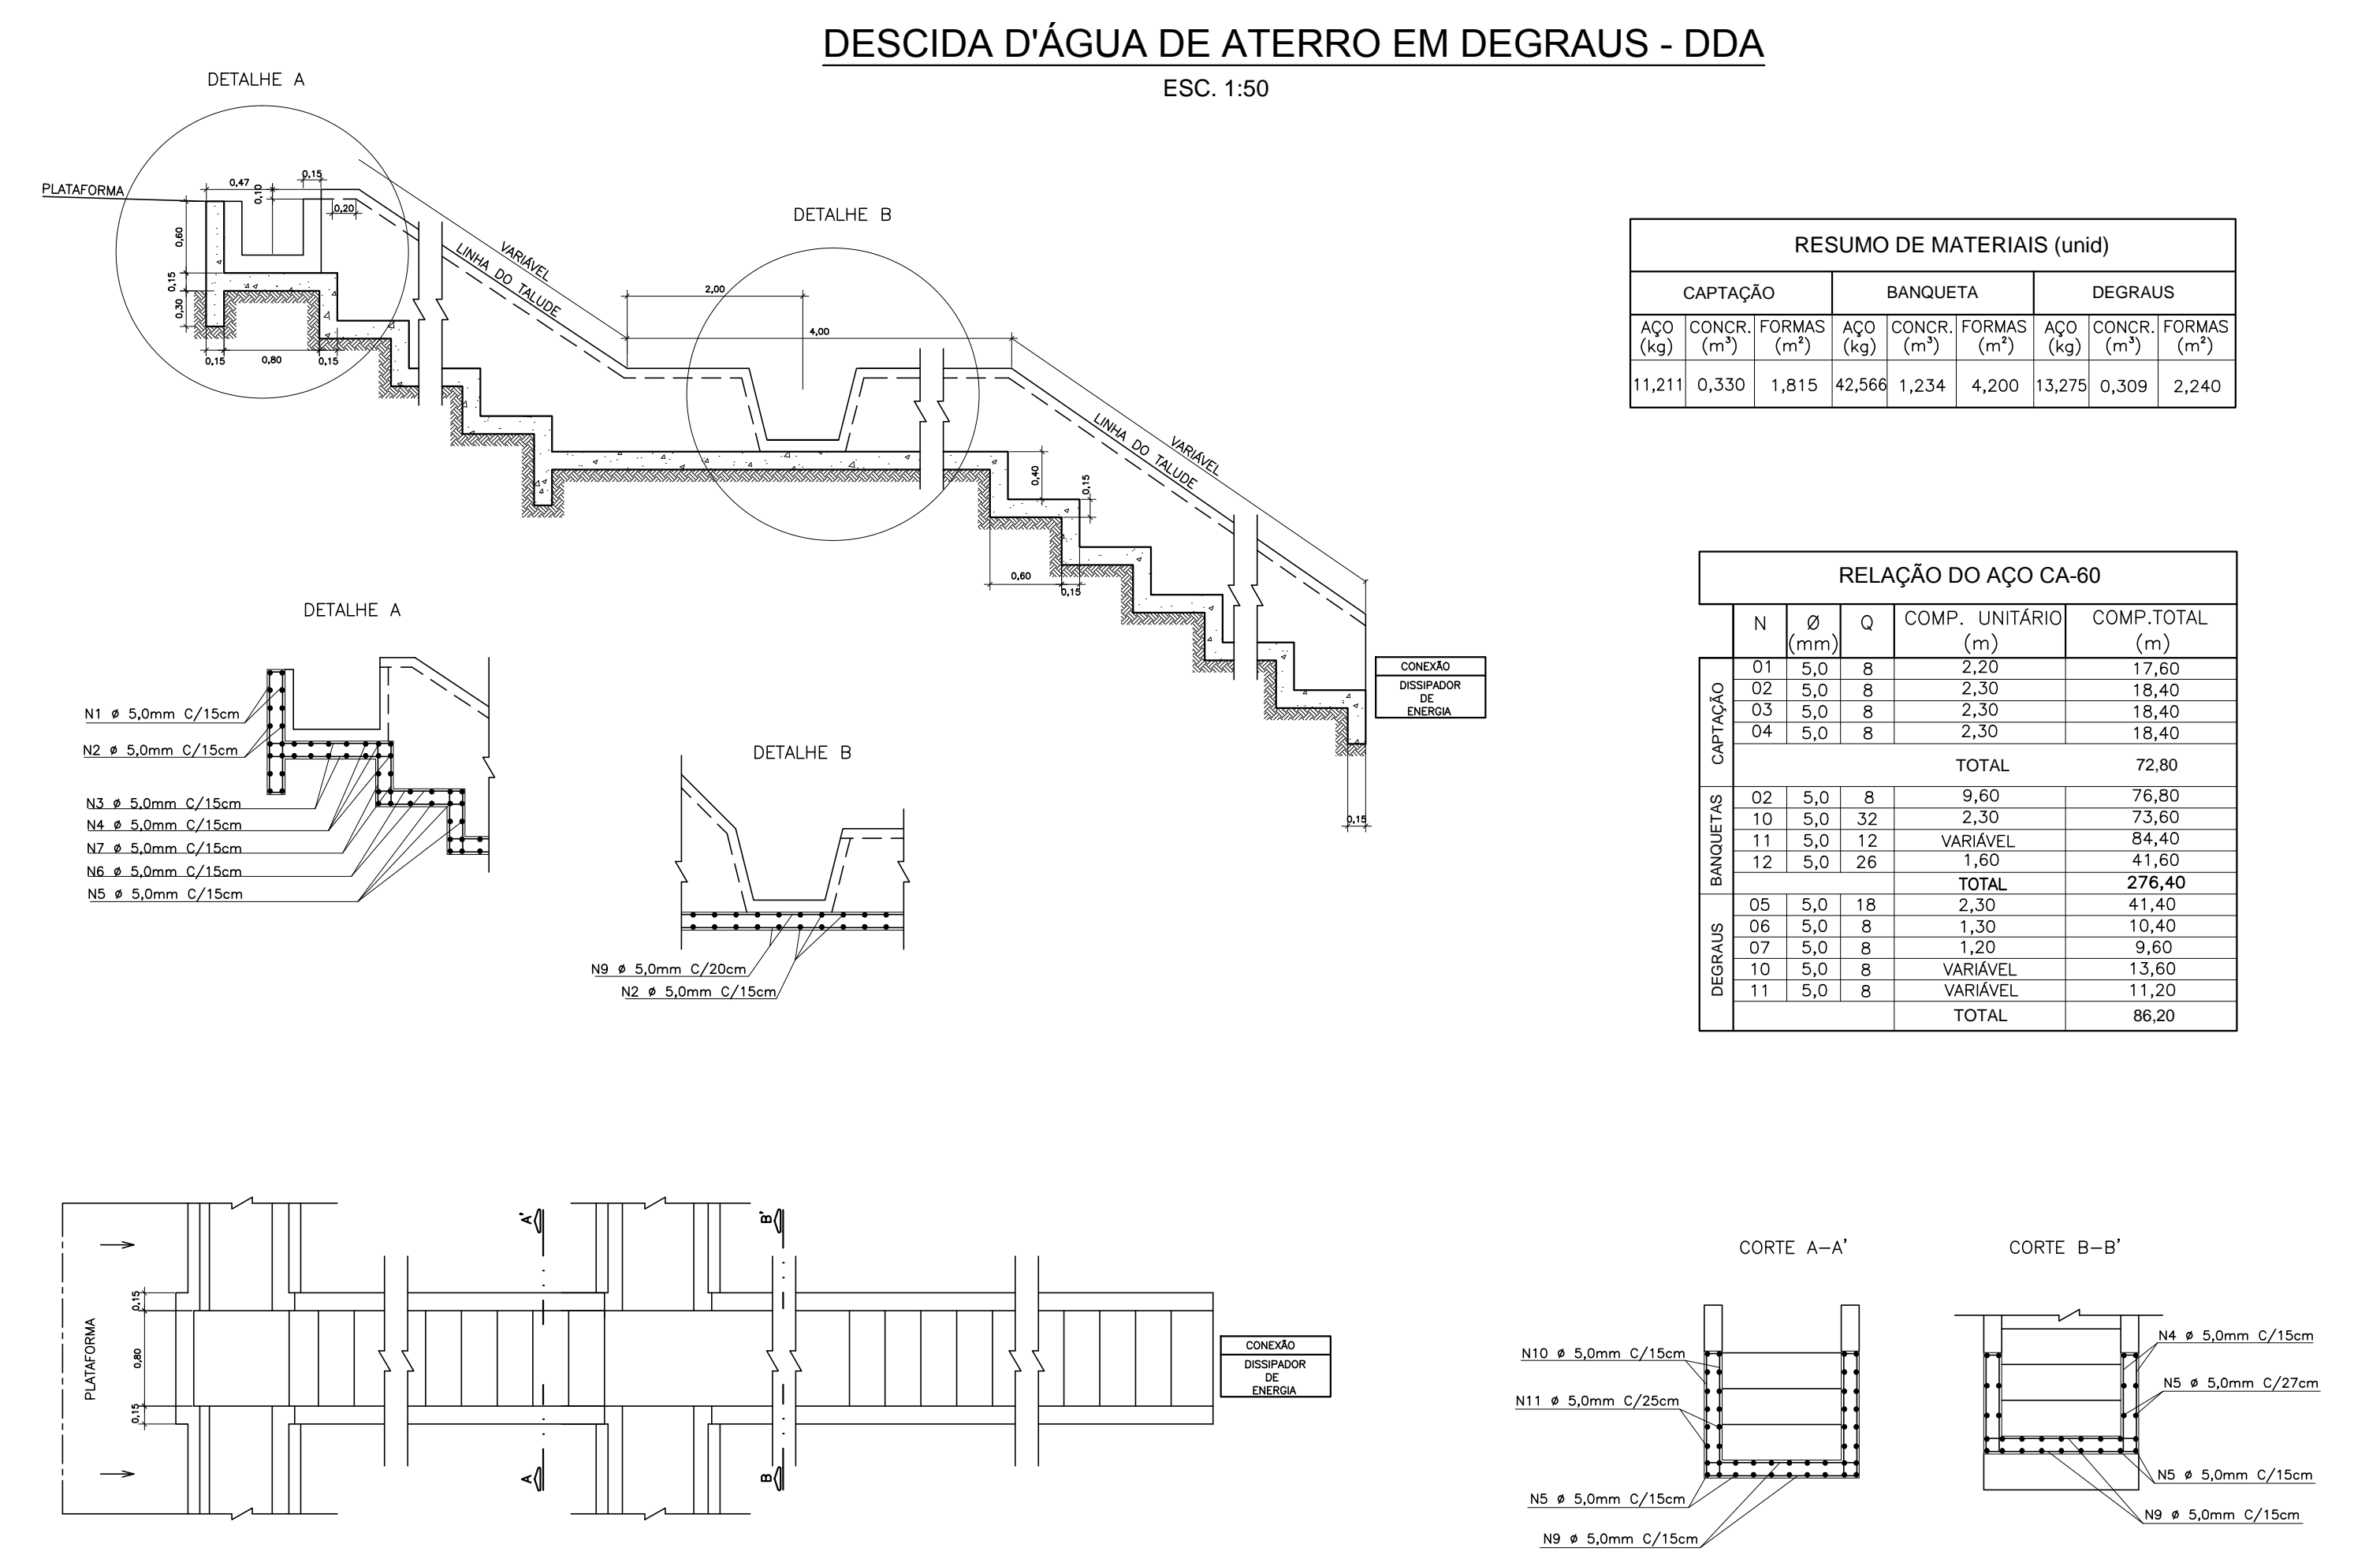 DESCIDA D'ÁGUA DE ATERRO EM DEGRAUS - DDA
ESC. 1:50
DETALHE A
PLATAFORMA
0,47
0,10
0,15
0,20
0,60
0,15
0,30
0,15
0,80
0,15
VARIÁVEL
LINHA DO TALUDE
DETALHE B
2,00
4,00
0,40
0,15
0,60
0,15
VARIÁVEL
LINHA DO TALUDE
CONEXÃO
DISSIPADOR
DE
ENERGIA
0,15
RESUMO DE MATERIAIS (unid)
CAPTAÇÃO BANQUETA DEGRAUS
AÇO CONCR. FORMAS AÇO CONCR. FORMAS AÇO CONCR. FORMAS
(kg) (m³) (m²) (kg) (m³) (m²) (kg) (m³) (m²)
11,211 0,330 1,815 42,566 1,234 4,200 13,275 0,309 2,240
RELAÇÃO DO AÇO CA-60
N Ø Q COMP. UNITÁRIO COMP.TOTAL
(mm) (m) (m)
CAPTAÇÃO
01 5,0 8 2,20 17,60
02 5,0 8 2,30 18,40
03 5,0 8 2,30 18,40
04 5,0 8 2,30 18,40
TOTAL 72,80
BANQUETAS
02 5,0 8 9,60 76,80
10 5,0 32 2,30 73,60
11 5,0 12 VARIÁVEL 84,40
12 5,0 26 1,60 41,60
TOTAL 276,40
DEGRAUS
05 5,0 18 2,30 41,40
06 5,0 8 1,30 10,40
07 5,0 8 1,20 9,60
10 5,0 8 VARIÁVEL 13,60
11 5,0 8 VARIÁVEL 11,20
TOTAL 86,20
DETALHE A
N1 ø 5,0mm C/15cm
N2 ø 5,0mm C/15cm
N3 ø 5,0mm C/15cm
N4 ø 5,0mm C/15cm
N7 ø 5,0mm C/15cm
N6 ø 5,0mm C/15cm
N5 ø 5,0mm C/15cm
DETALHE B
N9 ø 5,0mm C/20cm
N2 ø 5,0mm C/15cm
PLATAFORMA
0,15
0,80
0,15
A'
A
B'
B
CONEXÃO
DISSIPADOR
DE
ENERGIA
CORTE A-A'
N10 ø 5,0mm C/15cm
N11 ø 5,0mm C/25cm
N5 ø 5,0mm C/15cm
N9 ø 5,0mm C/15cm
CORTE B-B'
N4 ø 5,0mm C/15cm
N5 ø 5,0mm C/27cm
N5 ø 5,0mm C/15cm
N9 ø 5,0mm C/15cm